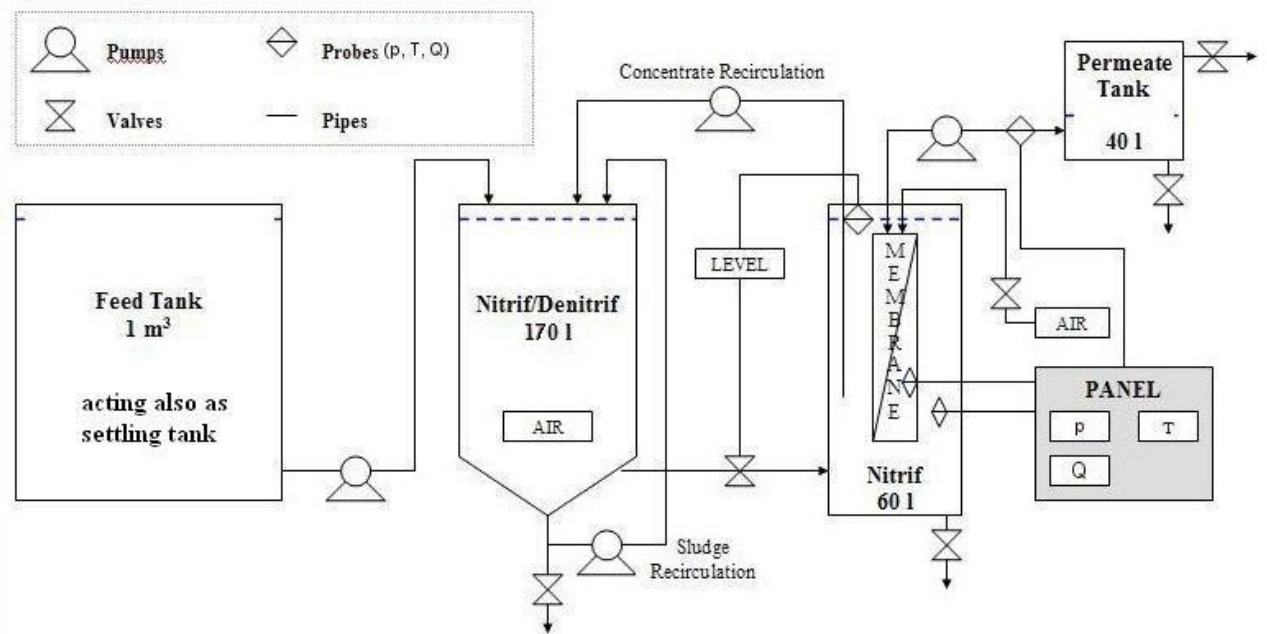 Pumps
Probes (p, T, Q)
Valves
Pipes
Concentrate Recirculation
Permeate
Tank
40 l
LEVEL
Feed Tank
1 m³
acting also as
settling tank
Nitrif/Denitrif
170 l
AIR
MEMBRANE
AIR
PANEL
p
T
Q
Nitrif
60 l
Sludge
Recirculation